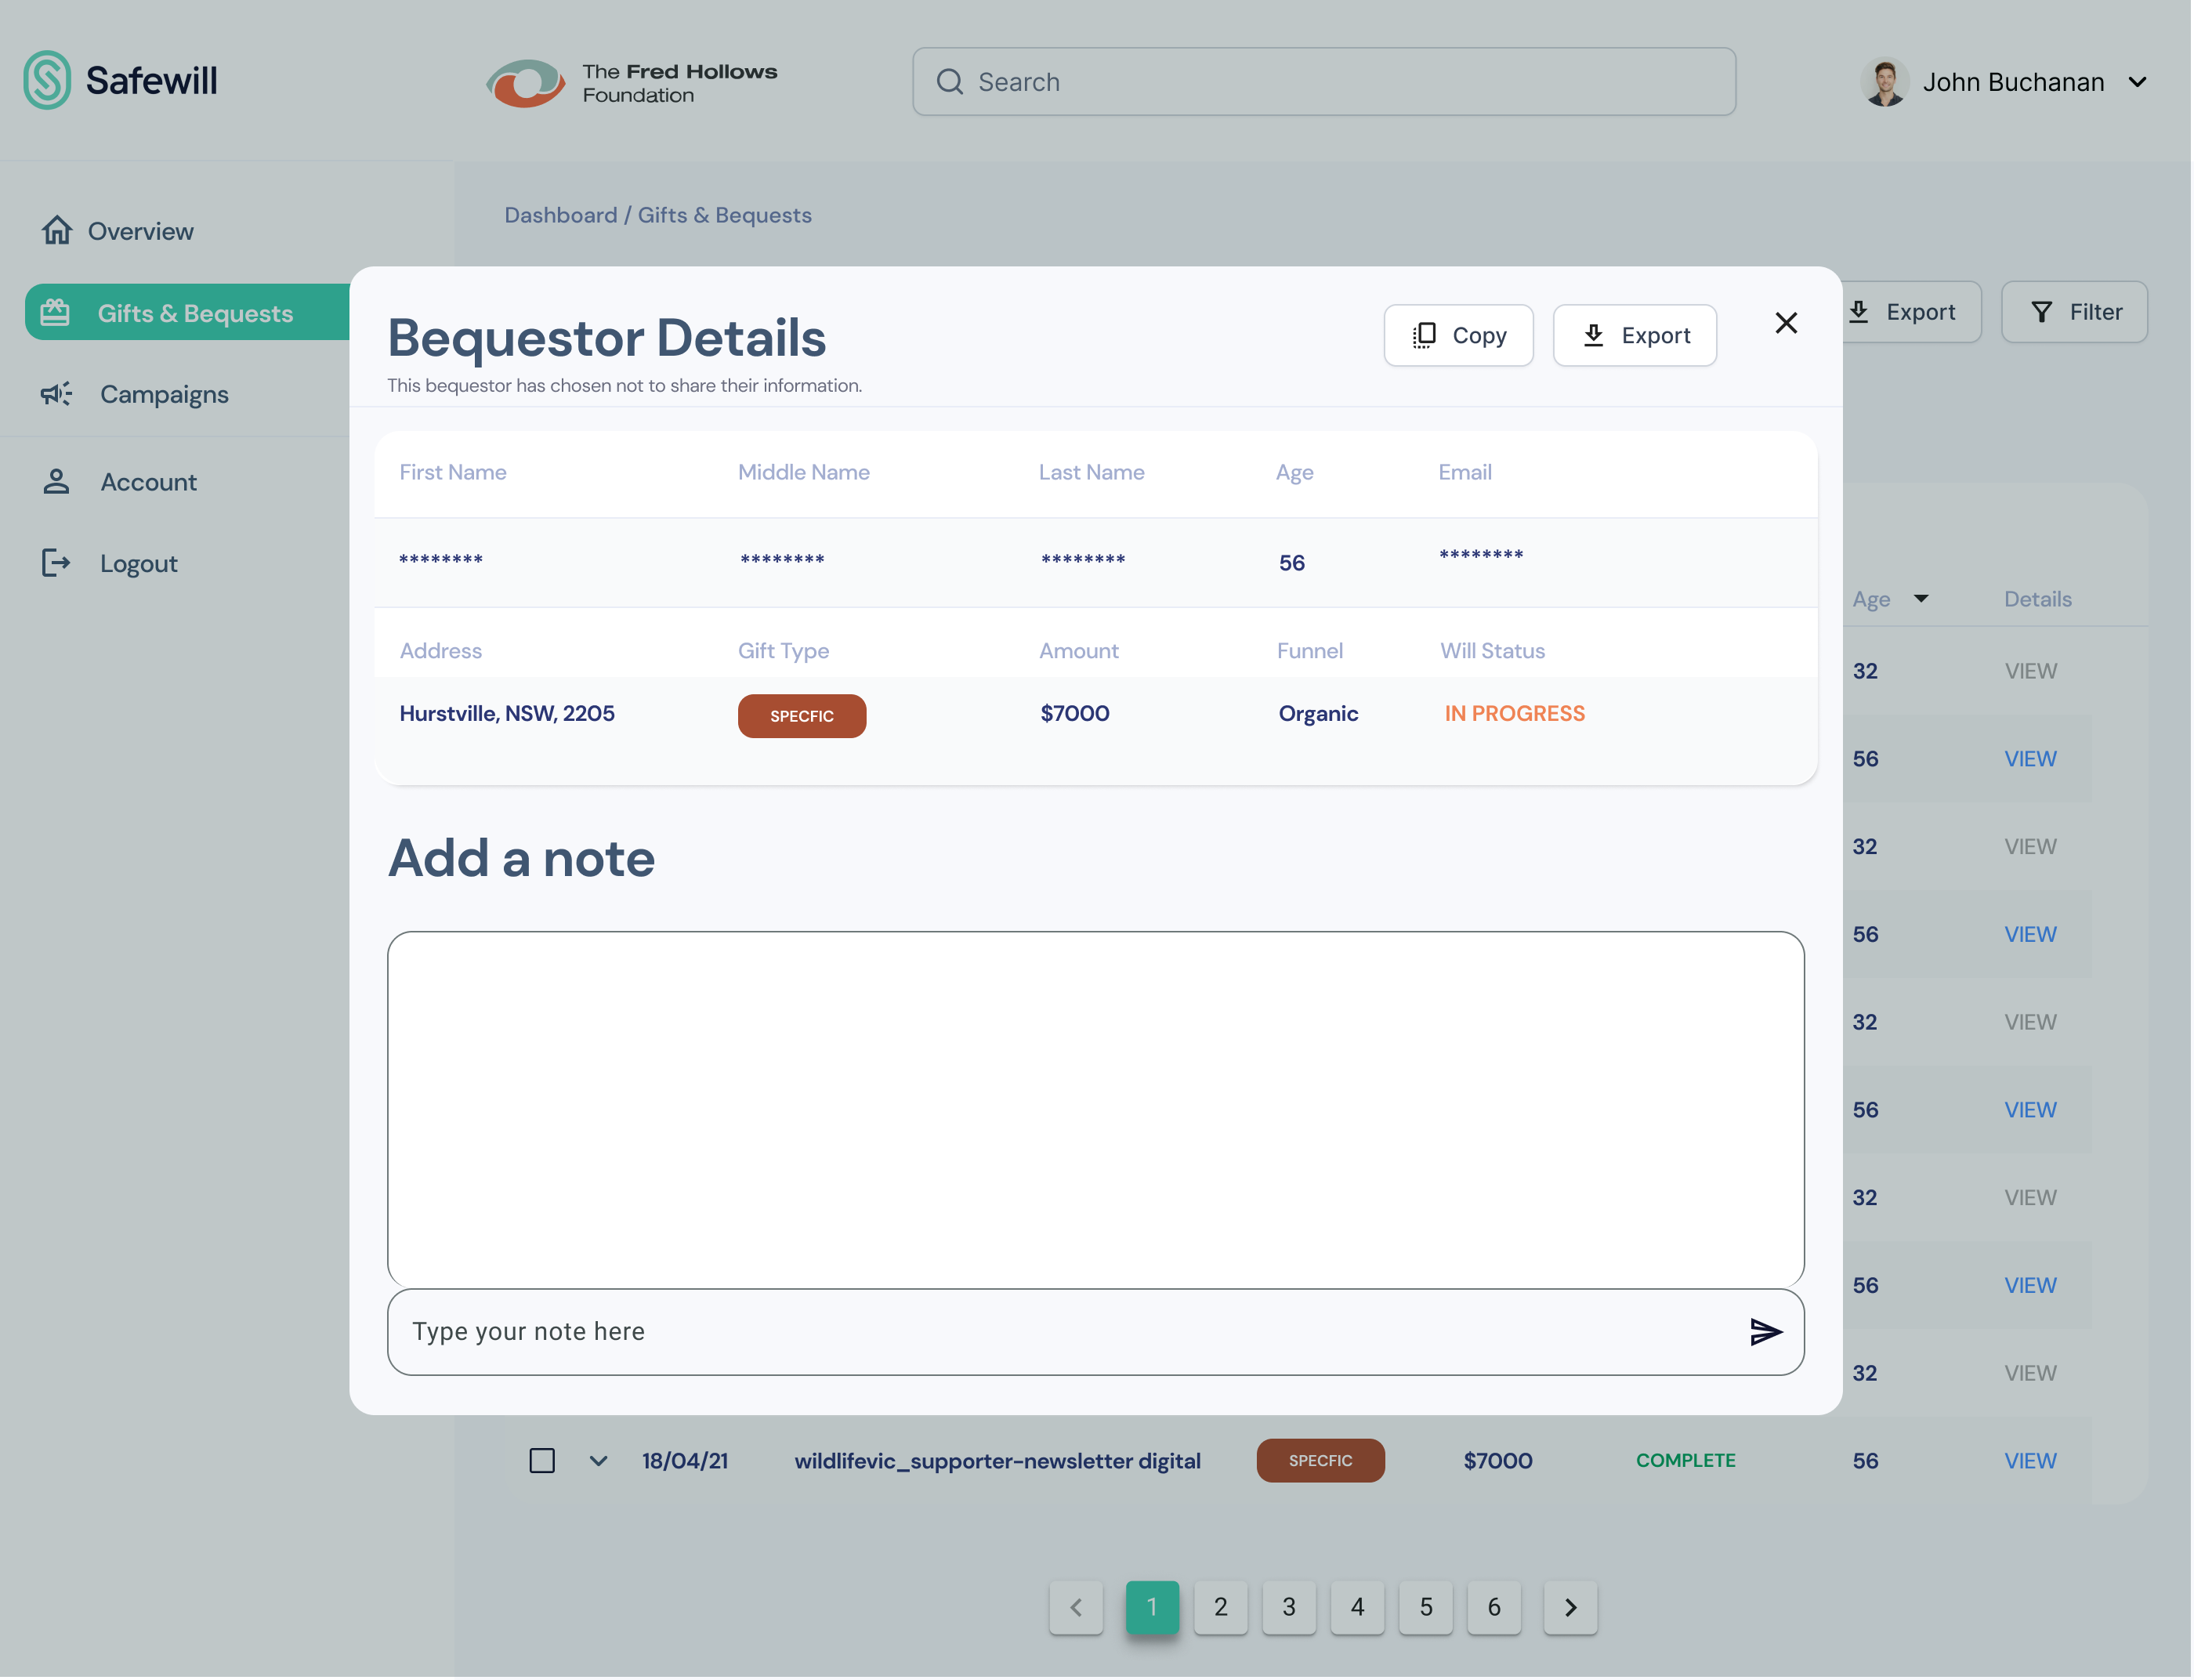 Safewill
The Fred Hollows
Foundation
Search
John Buchanan
Overview
Gifts & Bequests
Campaigns
Account
Logout
Dashboard / Gifts & Bequests
Export
Filter
Bequestor Details
This bequestor has chosen not to share their information.
Copy
Export
First Name Middle Name Last Name Age Email
******** ******** ******** 56 ********
Address Gift Type Amount Funnel Will Status
Hurstville, NSW, 2205 SPECFIC $7000 Organic IN PROGRESS
Add a note
Type your note here
Age Details
32 VIEW
56 VIEW
32 VIEW
56 VIEW
32 VIEW
56 VIEW
32 VIEW
56 VIEW
32 VIEW
18/04/21 wildlifevic_supporter-newsletter digital SPECFIC $7000 COMPLETE 56 VIEW
1 2 3 4 5 6